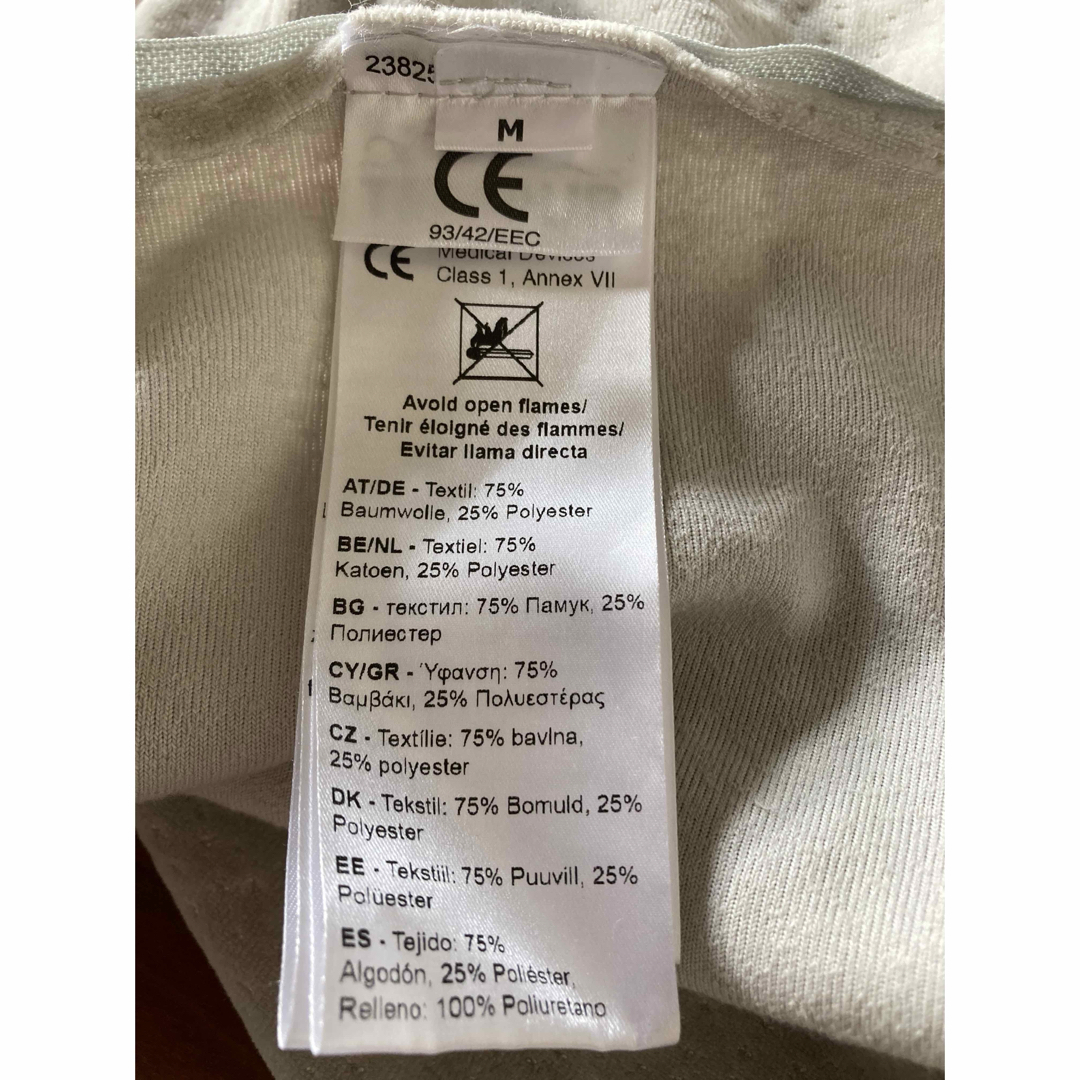 23825
M
CE
93/42/EEC
CE Medical Devices
Class 1, Annex VII
Avoid open flames/
Tenir éloigné des flammes/
Evitar llama directa
AT/DE - Textil: 75%
Baumwolle, 25% Polyester
BE/NL - Textiel: 75%
Katoen, 25% Polyester
BG - текстил: 75% Памук, 25%
Полиестер
CY/GR - Ύφανση: 75%
Βαμβάκι, 25% Πολυεστέρας
CZ - Textílie: 75% bavlna,
25% polyester
DK - Tekstil: 75% Bomuld, 25%
Polyester
EE - Tekstiil: 75% Puuvill, 25%
Polüester
ES - Tejido: 75%
Algodón, 25% Poliéster,
Relleno: 100% Poliuretano